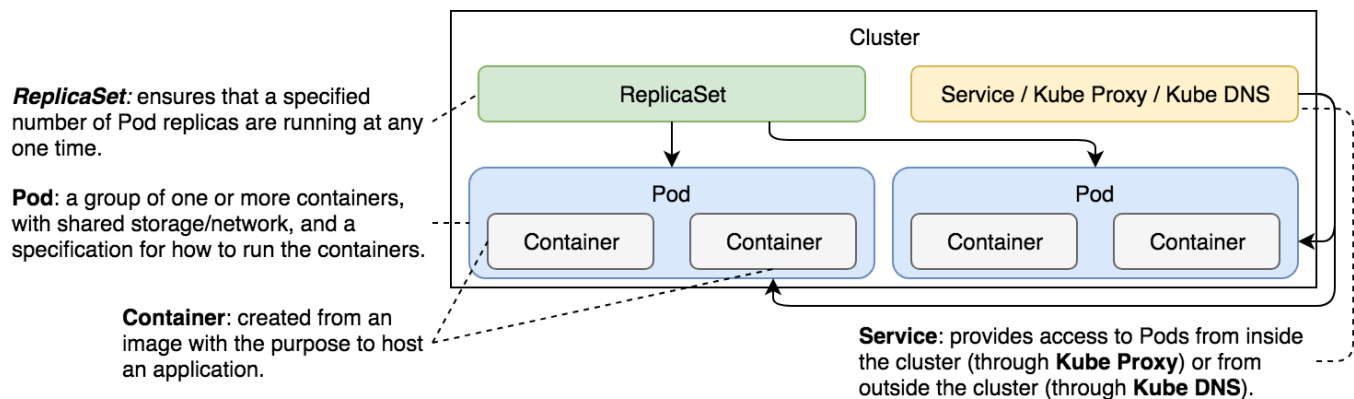 Cluster
ReplicaSet
Service / Kube Proxy / Kube DNS
ReplicaSet: ensures that a specified
number of Pod replicas are running at any
one time.
Pod
Pod
Container
Container
Container
Container
Pod: a group of one or more containers,
with shared storage/network, and a
specification for how to run the containers.
Container: created from an
image with the purpose to host
an application.
Service: provides access to Pods from inside
the cluster (through Kube Proxy) or from
outside the cluster (through Kube DNS).